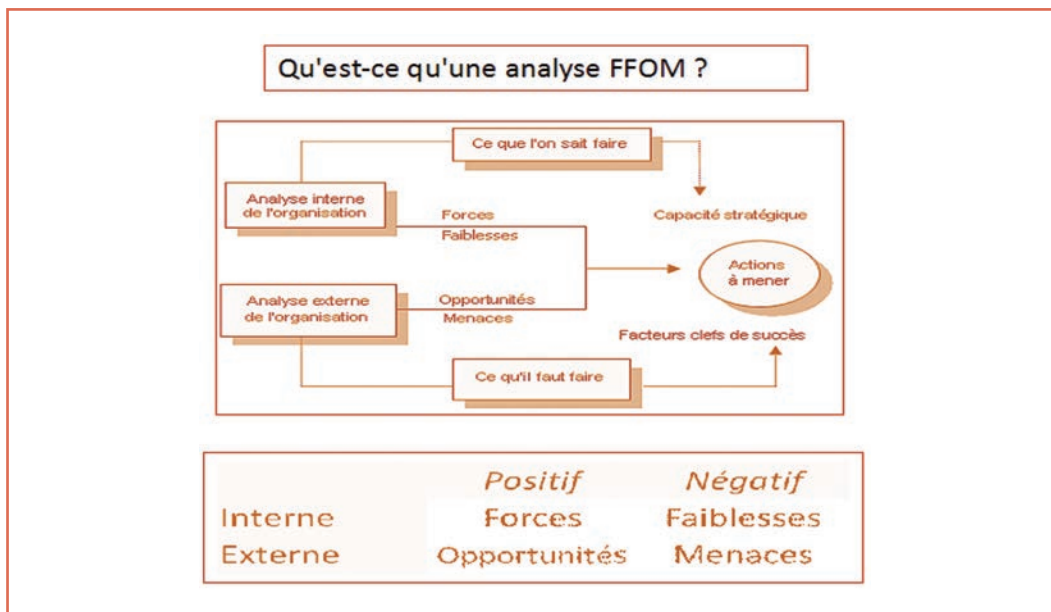 Qu'est-ce qu'une analyse FFOM ?
Ce que l'on sait faire
Analyse interne
de l'organisation
Forces
Faiblesses
Capacité stratégique
Actions
à mener
Analyse externe
de l'organisation
Opportunités
Menaces
Facteurs clefs de succès
Ce qu'il faut faire
Positif Négatif
Interne Forces Faiblesses
Externe Opportunités Menaces